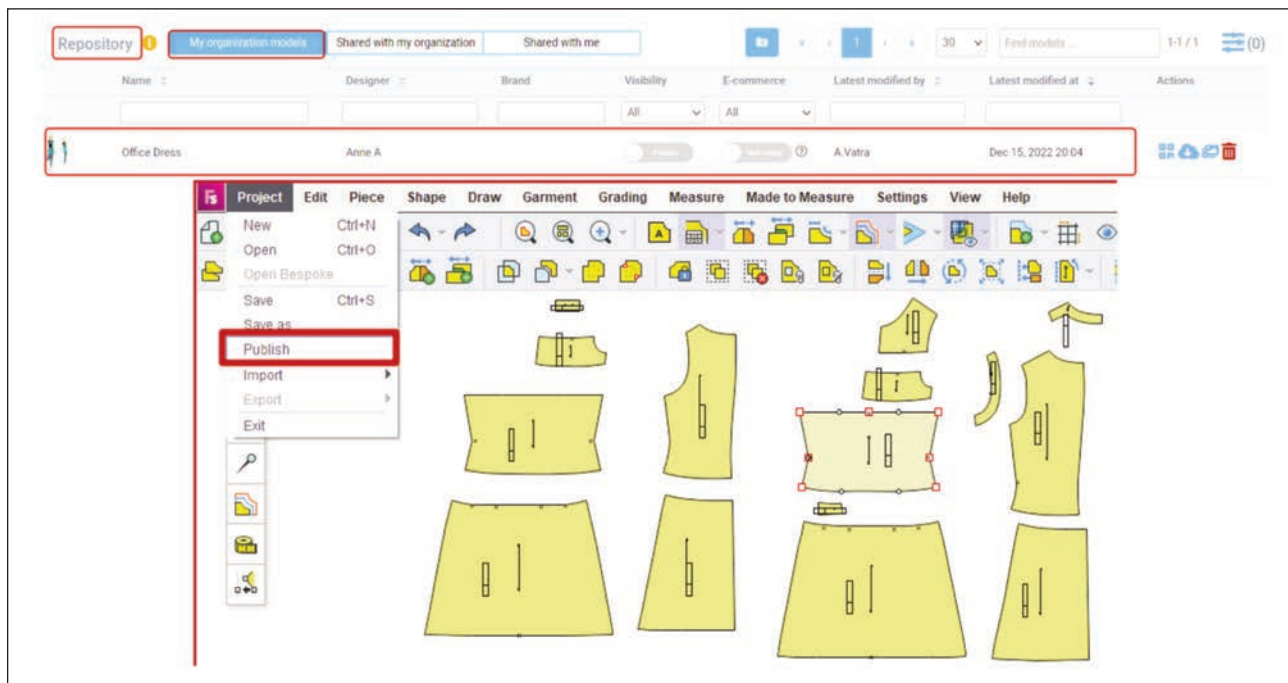 Repository My organization models Shared with my organization Shared with me 1 30 Find models ... 1-1 / 1 (0)
Name Designer Brand Visibility E-commerce Latest modified by Latest modified at Actions
All All
Office Dress Anne A A.Vatra Dec 15, 2022 20:04
Fs Project Edit Piece Shape Draw Garment Grading Measure Made to Measure Settings View Help
New Ctrl+N
Open Ctrl+O
Open Bespoke
Save Ctrl+S
Save as
Publish
Import
Export
Exit